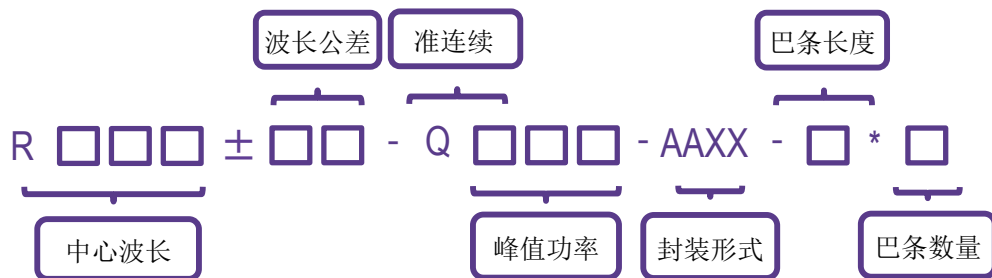 波长公差 准连续 巴条长度
R □□□ ± □□ - Q □□□ - AAXX - □ * □
中心波长 峰值功率 封装形式 巴条数量